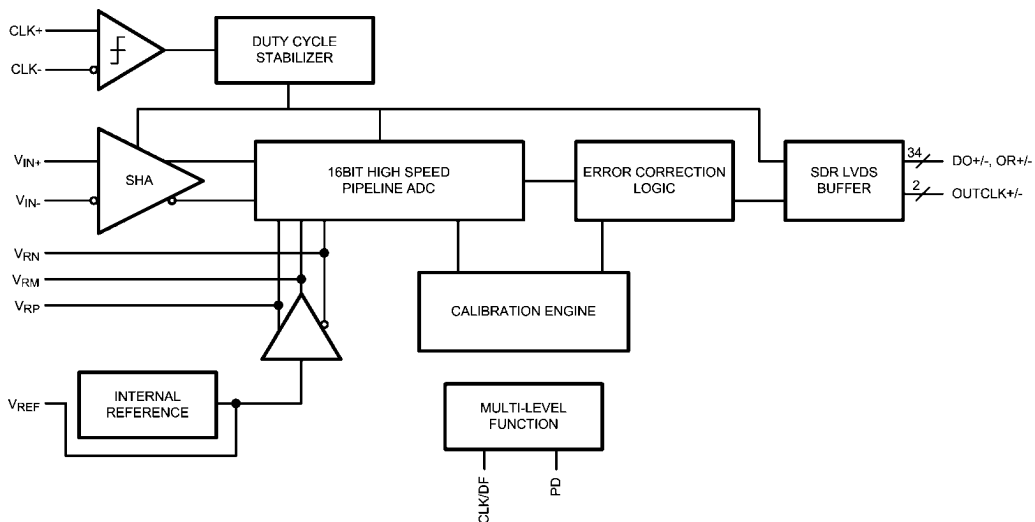 CLK+
CLK-
DUTY CYCLE
STABILIZER
VIN+
VIN-
SHA
16BIT HIGH SPEED
PIPELINE ADC
ERROR CORRECTION
LOGIC
SDR LVDS
BUFFER
34
DO+/-, OR+/-
2
OUTCLK+/-
VRN
VRM
VRP
CALIBRATION ENGINE
VREF
INTERNAL
REFERENCE
MULTI-LEVEL
FUNCTION
CLK/DF
PD